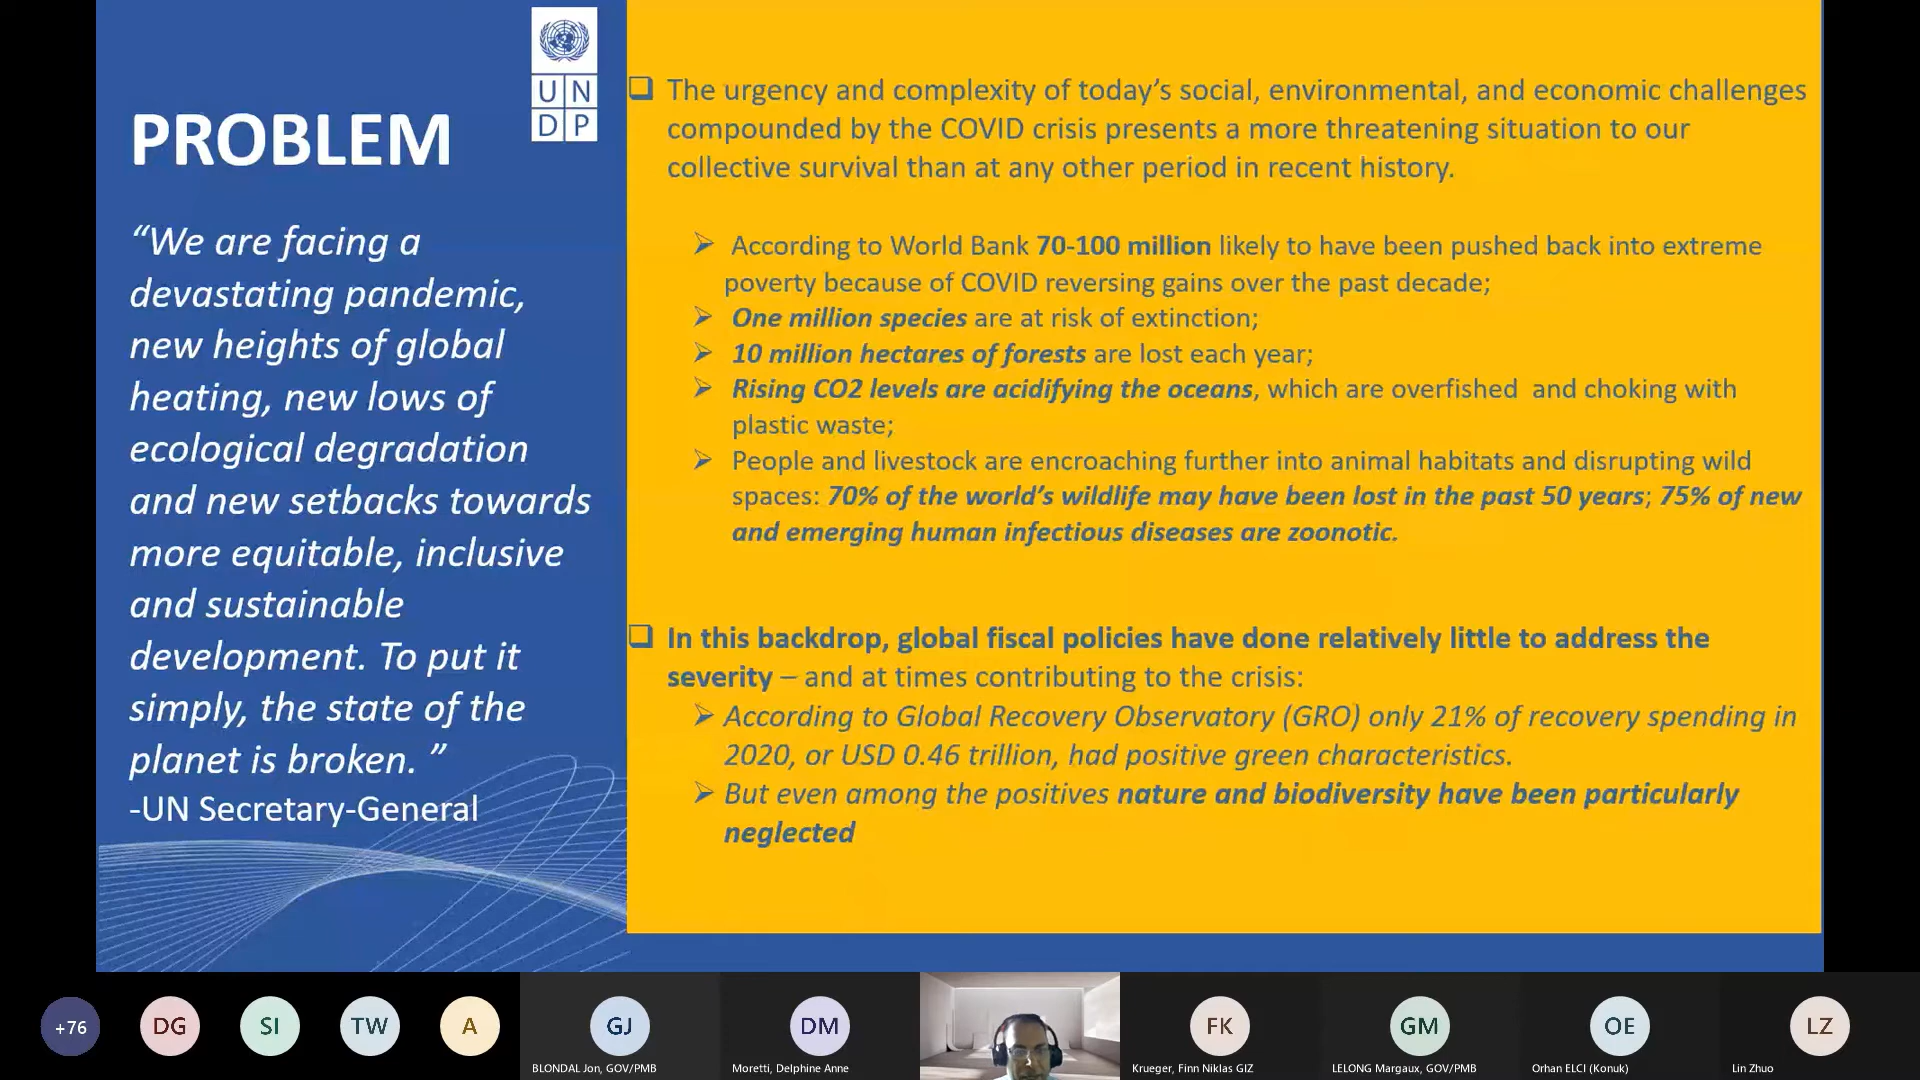 PROBLEM
U N
D P
“We are facing a
devastating pandemic,
new heights of global
heating, new lows of
ecological degradation
and new setbacks towards
more equitable, inclusive
and sustainable
development. To put it
simply, the state of the
planet is broken. ”
-UN Secretary-General
The urgency and complexity of today’s social, environmental, and economic challenges
compounded by the COVID crisis presents a more threatening situation to our
collective survival than at any other period in recent history.
According to World Bank 70-100 million likely to have been pushed back into extreme
poverty because of COVID reversing gains over the past decade;
One million species are at risk of extinction;
10 million hectares of forests are lost each year;
Rising CO2 levels are acidifying the oceans, which are overfished and choking with
plastic waste;
People and livestock are encroaching further into animal habitats and disrupting wild
spaces: 70% of the world’s wildlife may have been lost in the past 50 years; 75% of new
and emerging human infectious diseases are zoonotic.
In this backdrop, global fiscal policies have done relatively little to address the
severity – and at times contributing to the crisis:
According to Global Recovery Observatory (GRO) only 21% of recovery spending in
2020, or USD 0.46 trillion, had positive green characteristics.
But even among the positives nature and biodiversity have been particularly
neglected
+76 DG SI TW A GJ DM FK GM OE LZ
BLONDAL Jon, GOV/PMB Moretti, Delphine Anne Krueger, Finn Niklas GIZ LELONG Margaux, GOV/PMB Orhan ELCI (Konuk) Lin Zhuo